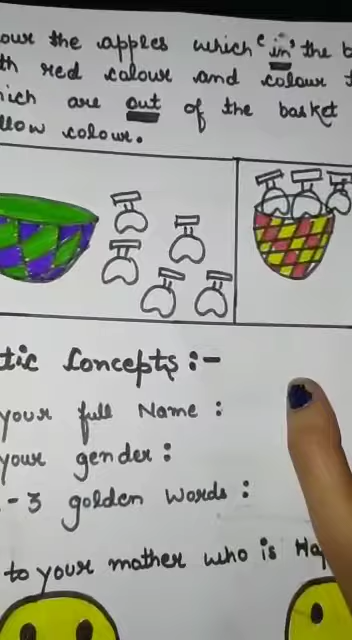 our the apples which 'in' the b
th red colour and colour t
hich are out of the basket
llow colour.
tic Concepts :-
your full Name :
your gender :
- 3 golden words :
to your mother who is Ha